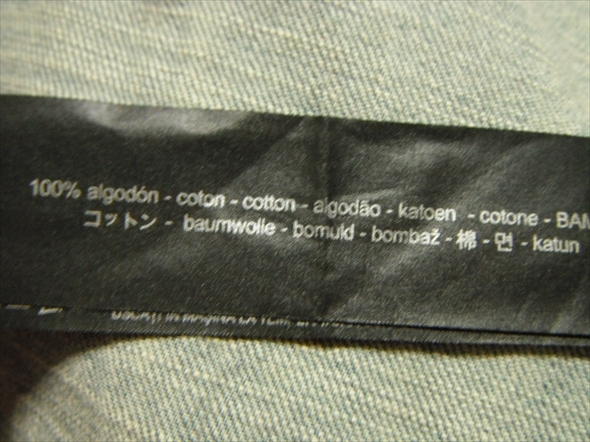 100% algodón - coton - cotton - algodão - katoen - cotone - BAM
コットン - baumwolle - bomuld - bombaž - 棉 - 면 - katun